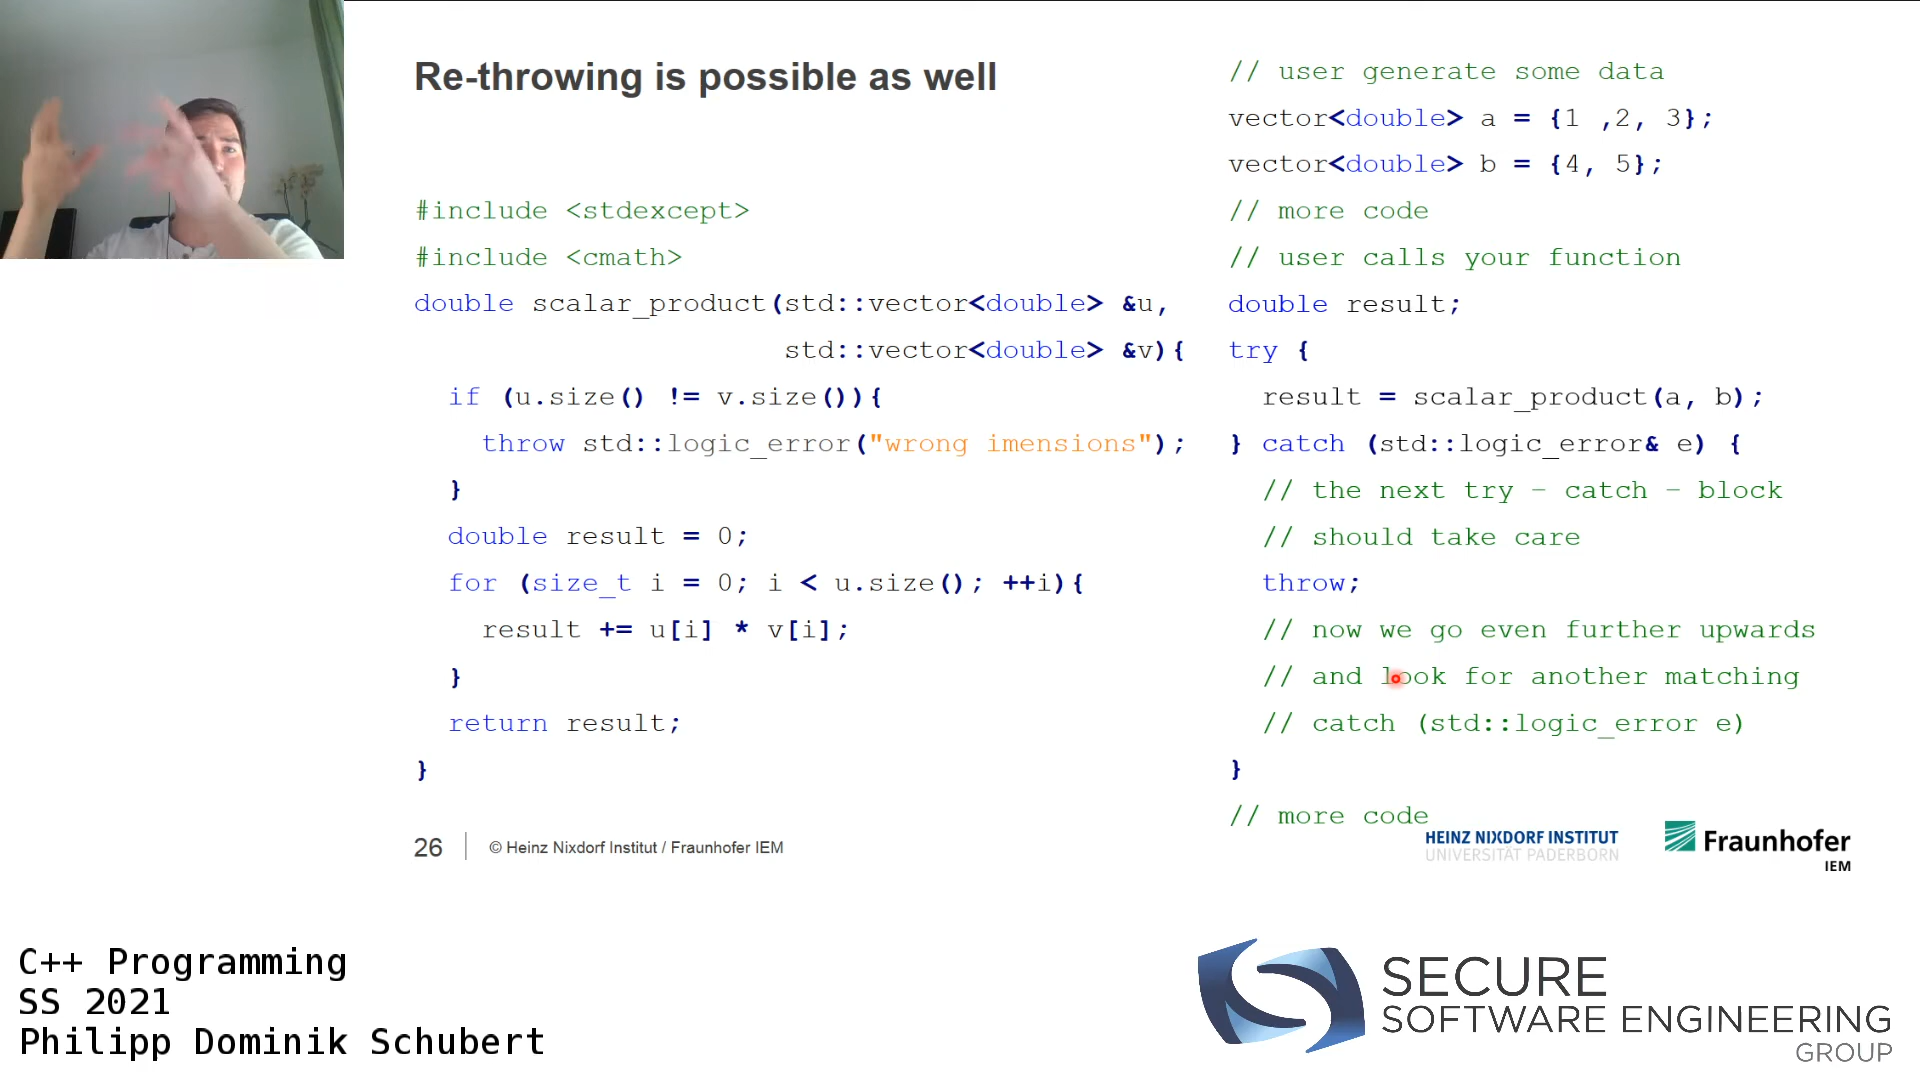 Re-throwing is possible as well
#include <stdexcept>
#include <cmath>
double scalar_product(std::vector<double> &u,
std::vector<double> &v){
if (u.size() != v.size()){
throw std::logic_error("wrong imensions");
}
double result = 0;
for (size_t i = 0; i < u.size(); ++i){
result += u[i] * v[i];
}
return result;
}
// user generate some data
vector<double> a = {1 ,2, 3};
vector<double> b = {4, 5};
// more code
// user calls your function
double result;
try {
result = scalar_product(a, b);
} catch (std::logic_error& e) {
// the next try – catch – block
// should take care
throw;
// now we go even further upwards
// and look for another matching
// catch (std::logic_error e)
}
// more code
26
© Heinz Nixdorf Institut / Fraunhofer IEM
HEINZ NIXDORF INSTITUT
UNIVERSITÄT PADERBORN
Fraunhofer
IEM
C++ Programming
SS 2021
Philipp Dominik Schubert
SECURE
SOFTWARE ENGINEERING
GROUP